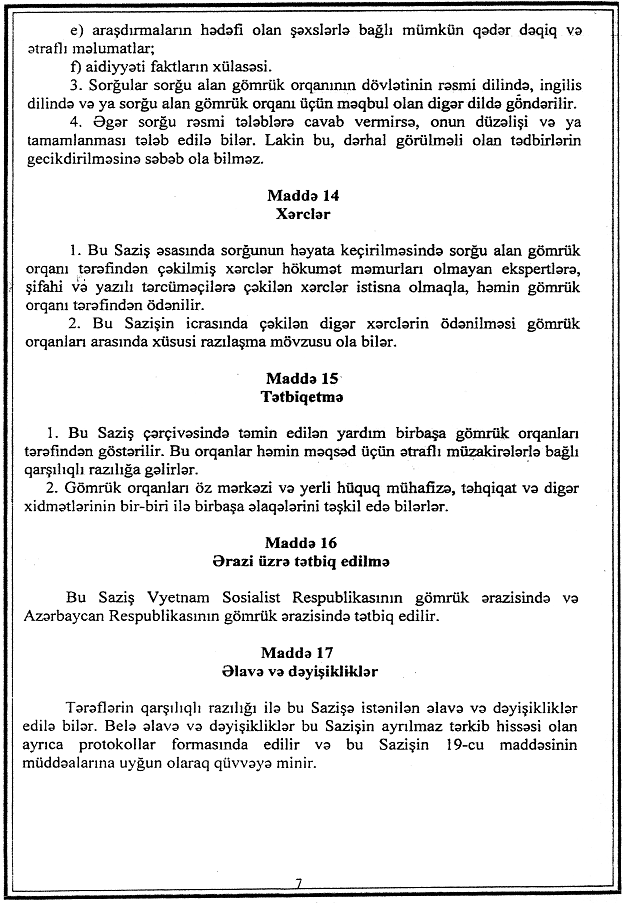 e) araşdırmaların hədəfi olan şəxslərlə bağlı mümkün qədər dəqiq və
ətraflı məlumatlar;
f) aidiyyəti faktların xülasəsi.
3. Sorğular sorğu alan gömrük orqanının dövlətinin rəsmi dilində, ingilis
dilində və ya sorğu alan gömrük orqanı üçün məqbul olan digər dildə göndərilir.
4. Əgər sorğu rəsmi tələblərə cavab vermirsə, onun düzəlişi və ya
tamamlanması tələb edilə bilər. Lakin bu, dərhal görülməli olan tədbirlərin
gecikdirilməsinə səbəb ola bilməz.
Maddə 14
Xərclər
1. Bu Saziş əsasında sorğunun həyata keçirilməsində sorğu alan gömrük
orqanı tərəfindən çəkilmiş xərclər hökumət məmurları olmayan ekspertlərə,
şifahi və yazılı tərcüməçilərə çəkilən xərclər istisna olmaqla, həmin gömrük
orqanı tərəfindən ödənilir.
2. Bu Sazişin icrasında çəkilən digər xərclərin ödənilməsi gömrük
orqanları arasında xüsusi razılaşma mövzusu ola bilər.
Maddə 15
Tətbiqetmə
1. Bu Saziş çərçivəsində təmin edilən yardım birbaşa gömrük orqanları
tərəfindən göstərilir. Bu orqanlar həmin məqsəd üçün ətraflı müzakirələrlə bağlı
qarşılıqlı razılığa gəlirlər.
2. Gömrük orqanları öz mərkəzi və yerli hüquq mühafizə, təhqiqat və digər
xidmətlərinin bir-biri ilə birbaşa əlaqələrini təşkil edə bilərlər.
Maddə 16
Ərazi üzrə tətbiq edilmə
Bu Saziş Vyetnam Sosialist Respublikasının gömrük ərazisində və
Azərbaycan Respublikasının gömrük ərazisində tətbiq edilir.
Maddə 17
Əlavə və dəyişikliklər
Tərəflərin qarşılıqlı razılığı ilə bu Sazişə istənilən əlavə və dəyişikliklər
edilə bilər. Belə əlavə və dəyişikliklər bu Sazişin ayrılmaz tərkib hissəsi olan
ayrıca protokollar formasında edilir və bu Sazişin 19-cu maddəsinin
müddəalarına uyğun olaraq qüvvəyə minir.
7